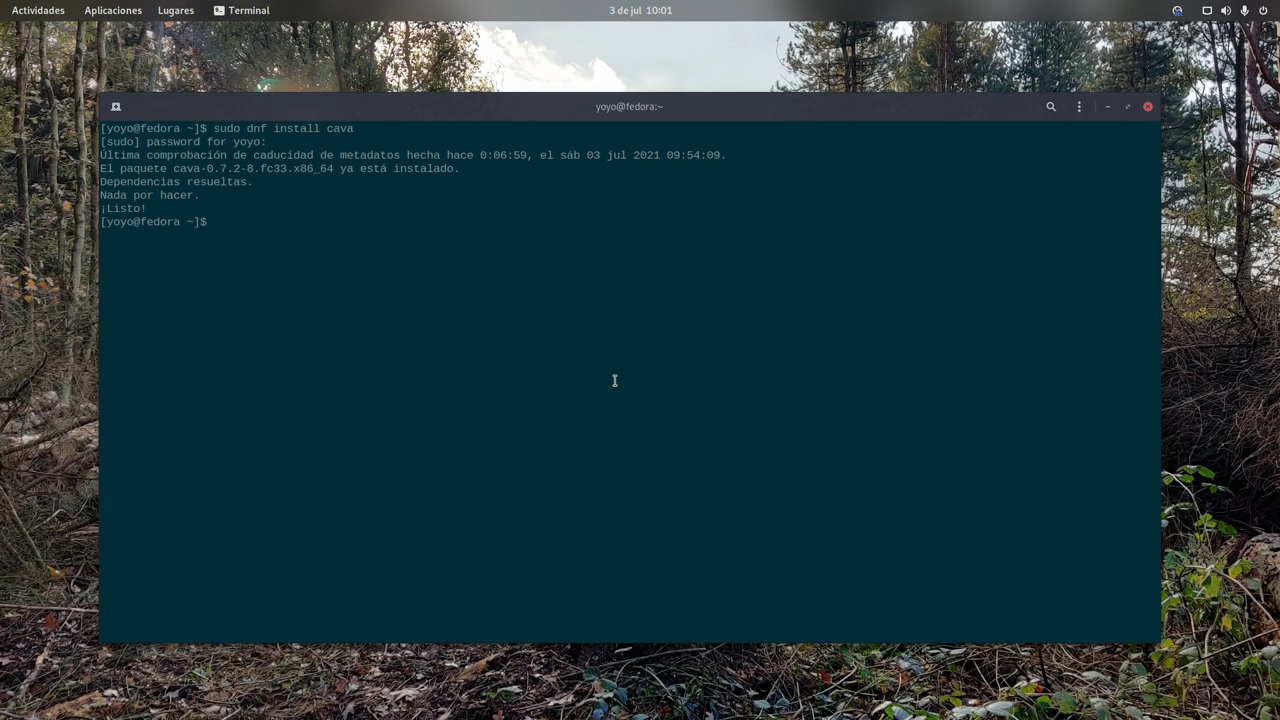 Actividades Aplicaciones Lugares Terminal 3 de jul 10:01
yoyo@fedora:~
[yoyo@fedora ~]$ sudo dnf install cava
[sudo] password for yoyo:
Última comprobación de caducidad de metadatos hecha hace 0:06:59, el sáb 03 jul 2021 09:54:09.
El paquete cava-0.7.2-8.fc33.x86_64 ya está instalado.
Dependencias resueltas.
Nada por hacer.
¡Listo!
[yoyo@fedora ~]$